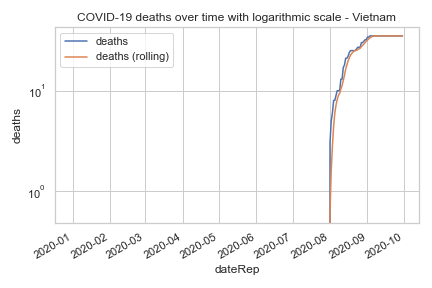 COVID-19 deaths over time with logarithmic scale - Vietnam
deaths
deaths (rolling)
10¹
10⁰
deaths
2020-01
2020-02
2020-03
2020-04
2020-05
2020-06
2020-07
2020-08
2020-09
2020-10
dateRep